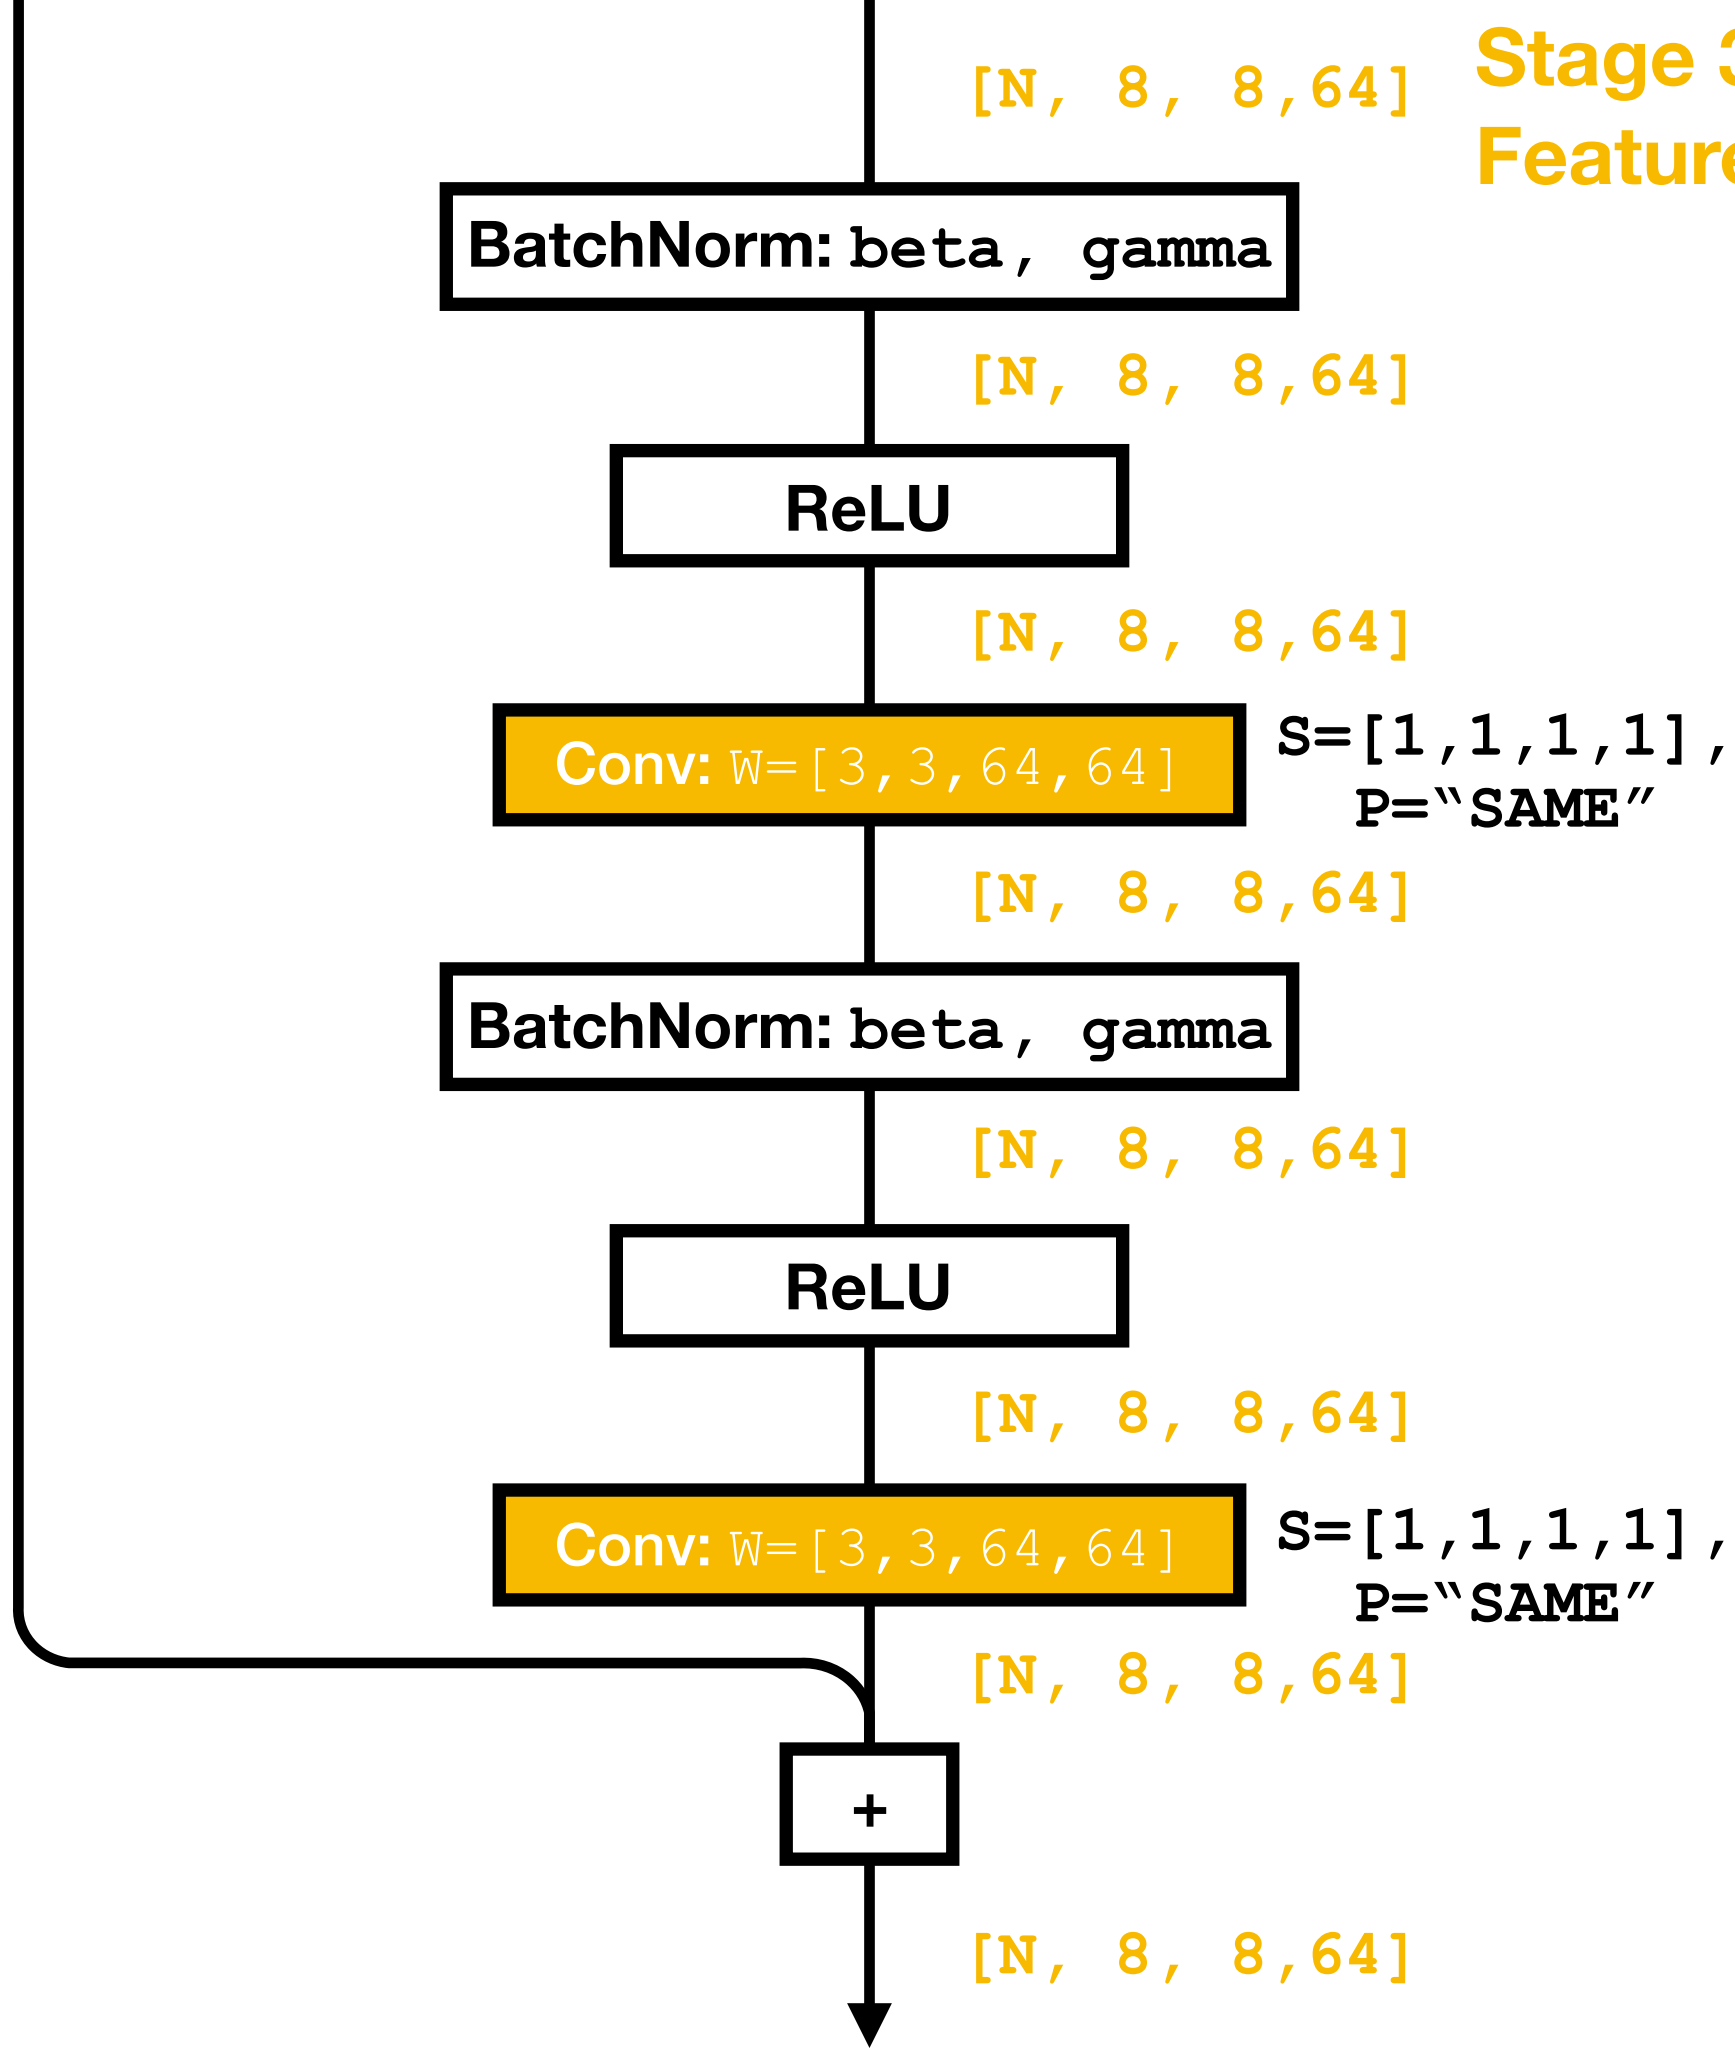 [N, 8, 8,64]
Stage 3
Feature
BatchNorm: beta, gamma
[N, 8, 8,64]
ReLU
[N, 8, 8,64]
Conv: W=[3,3,64,64]
S=[1,1,1,1],
P=“SAME”
[N, 8, 8,64]
BatchNorm: beta, gamma
[N, 8, 8,64]
ReLU
[N, 8, 8,64]
Conv: W=[3,3,64,64]
S=[1,1,1,1],
P=“SAME”
[N, 8, 8,64]
+
[N, 8, 8,64]